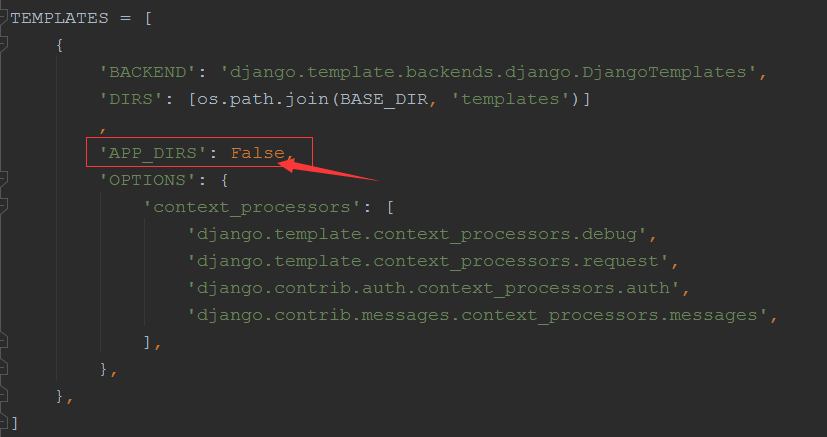 TEMPLATES = [
    {
        'BACKEND': 'django.template.backends.django.DjangoTemplates',
        'DIRS': [os.path.join(BASE_DIR, 'templates')]
        ,
        'APP_DIRS': False,
        'OPTIONS': {
            'context_processors': [
                'django.template.context_processors.debug',
                'django.template.context_processors.request',
                'django.contrib.auth.context_processors.auth',
                'django.contrib.messages.context_processors.messages',
            ],
        },
    },
]